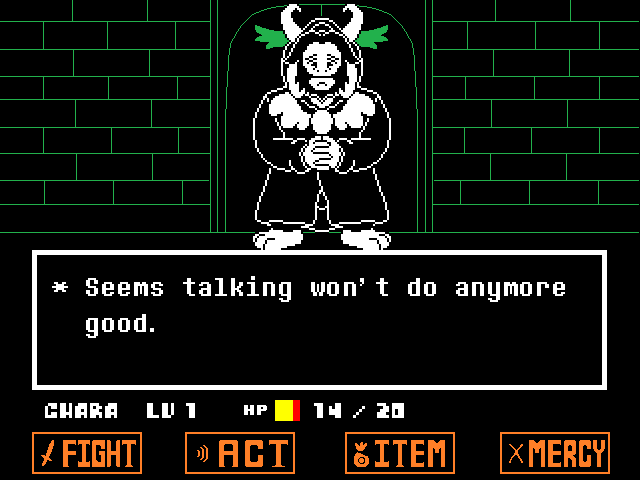 * Seems talking won't do anymore
good.
CHARA LV 1 HP 14 / 20
FIGHT ACT ITEM MERCY